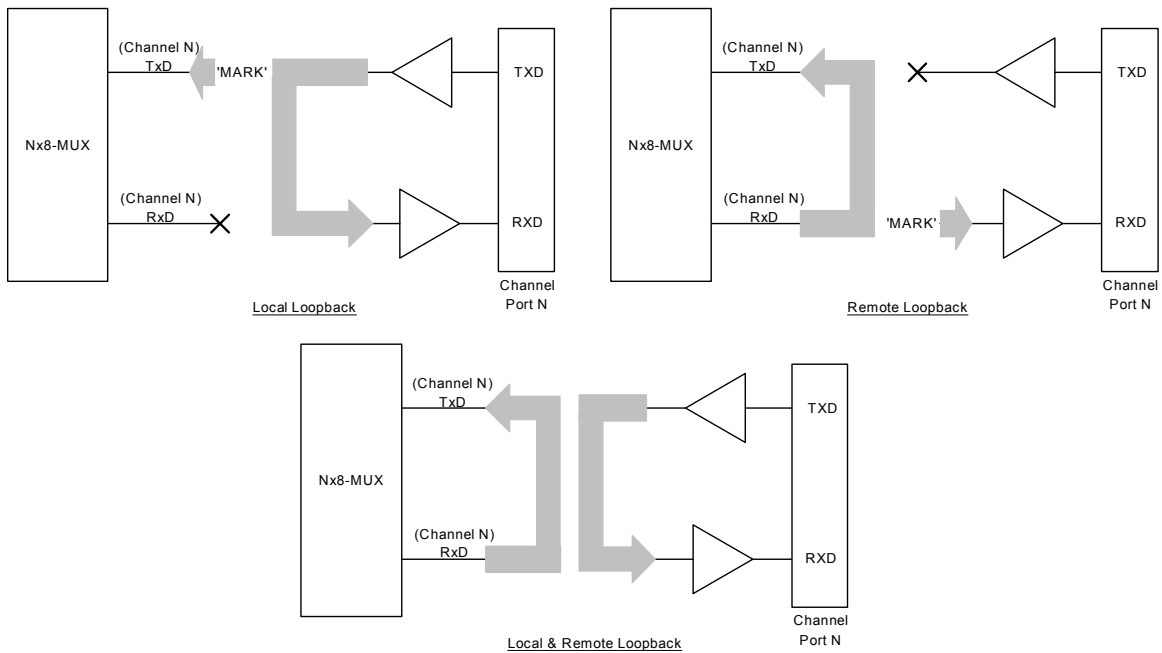 (Channel N)
TxD
'MARK'
TXD
Nx8-MUX
(Channel N)
RxD
RXD
Channel
Port N
Local Loopback
(Channel N)
TxD
TXD
Nx8-MUX
(Channel N)
RxD
'MARK'
RXD
Channel
Port N
Remote Loopback
(Channel N)
TxD
TXD
Nx8-MUX
(Channel N)
RxD
RXD
Channel
Port N
Local & Remote Loopback